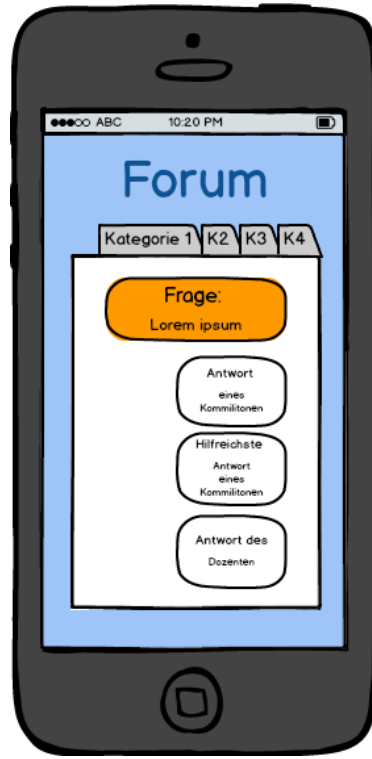 ABC 10:20 PM
Forum
Kategorie 1 K2 K3 K4
Frage:
Lorem ipsum
Antwort
eines
Kommilitonen
Hilfreichste
Antwort
eines
Kommilitonen
Antwort des
Dozenten